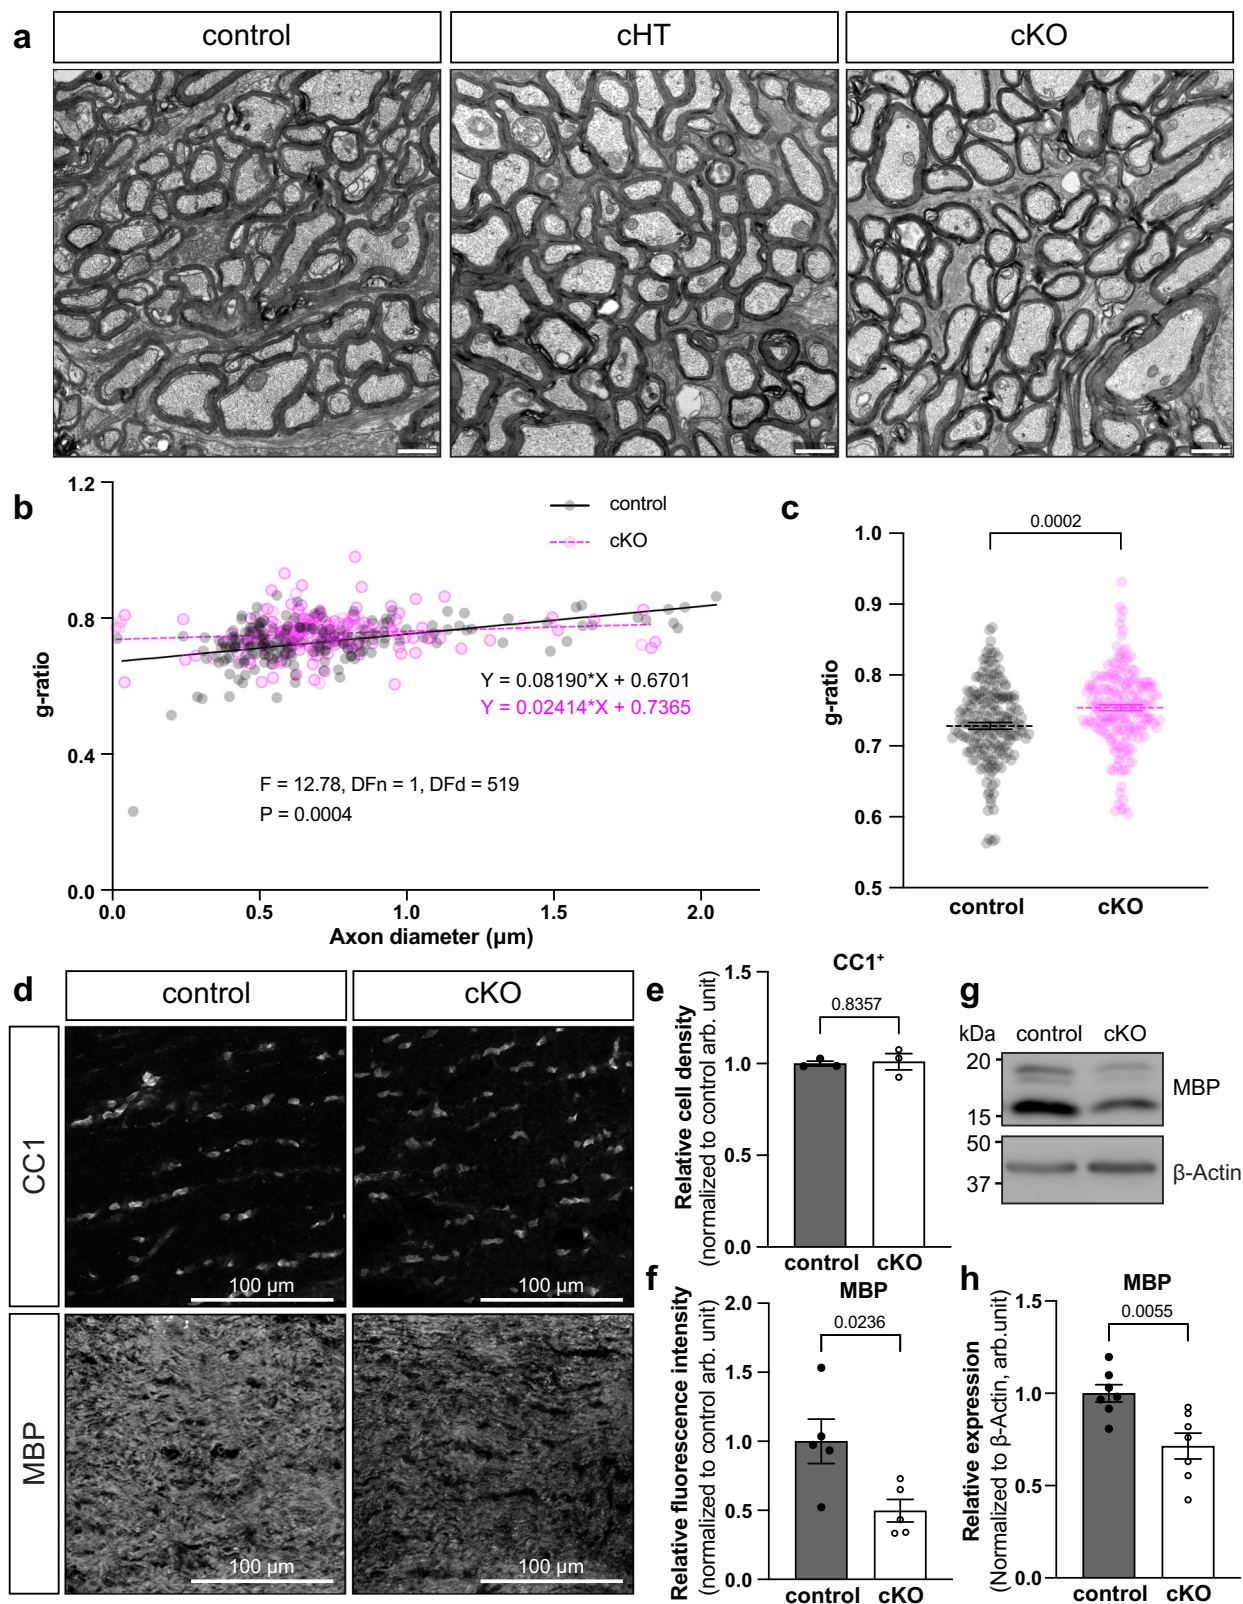 a
control
cHT
cKO
b
1.2
0.8
0.4
0.0
g-ratio
0.0
0.5
1.0
1.5
2.0
Axon diameter (µm)
control
cKO
Y = 0.08190*X + 0.6701
Y = 0.02414*X + 0.7365
F = 12.78, DFn = 1, DFd = 519
P = 0.0004
c
1.0
0.9
0.8
0.7
0.6
0.5
g-ratio
0.0002
control
cKO
d
control
cKO
CC1
100 µm
100 µm
MBP
100 µm
100 µm
e
CC1⁺
Relative cell density
(normalized to control arb. unit)
1.5
1.0
0.5
0.0
0.8357
control
cKO
f
MBP
Relative fluorescence intensity
(normalized to control arb. unit)
2.0
1.5
1.0
0.5
0.0
0.0236
control
cKO
g
kDa
control
cKO
20
15
MBP
50
37
β-Actin
h
MBP
Relative expression
(Normalized to β-Actin, arb.unit)
1.5
1.0
0.5
0.0
0.0055
control
cKO